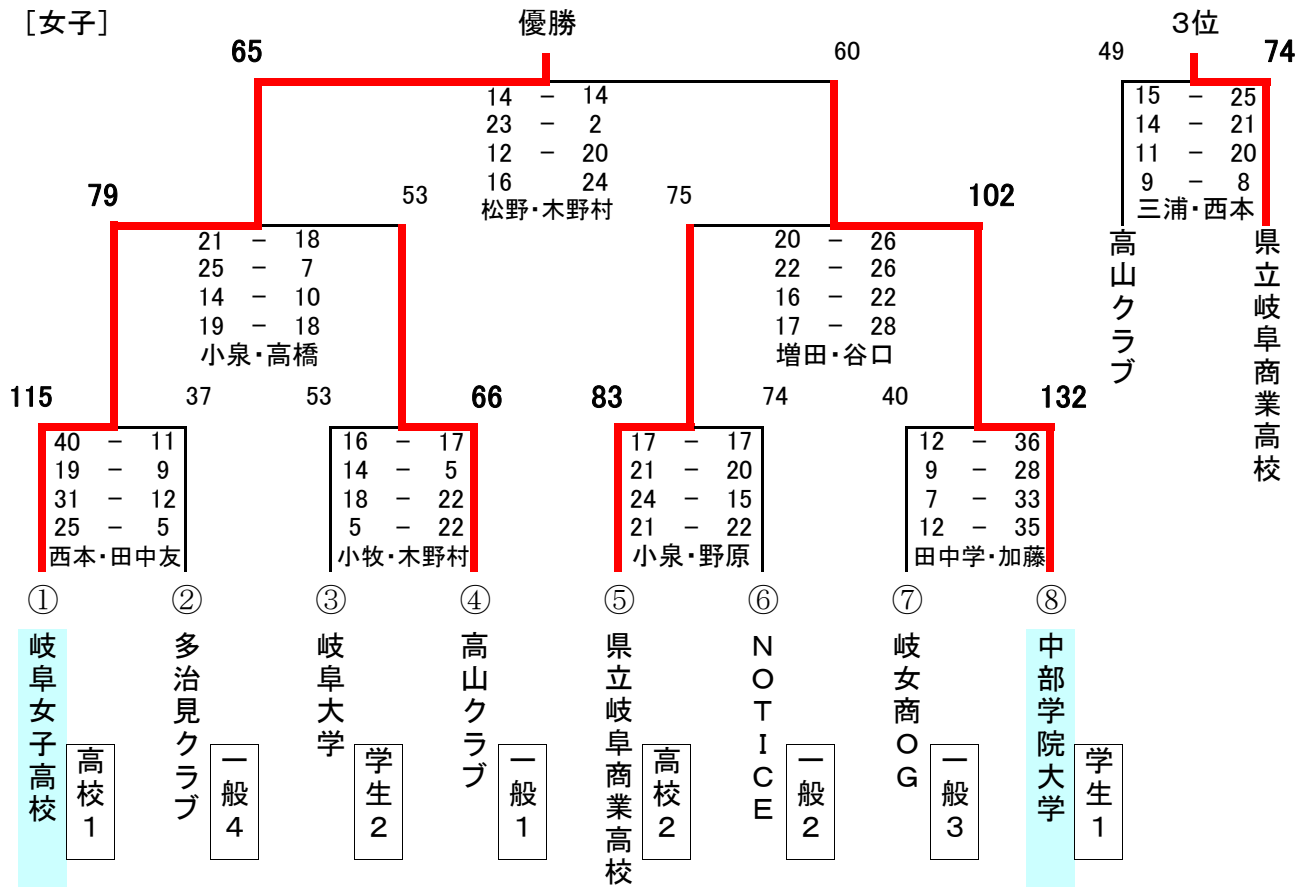 ［女子］
優勝
３位
65
60
49
74
14 － 14
23 － 2
12 － 20
16 24
松野・木野村
15 － 25
14 － 21
11 － 20
9 － 8
三浦・西本
高山クラブ
県立岐阜商業高校
79
53
75
102
21 － 18
25 － 7
14 － 10
19 － 18
小泉・高橋
20 － 26
22 － 26
16 － 22
17 － 28
増田・谷口
115
37
53
66
83
74
40
132
40 － 11
19 － 9
31 － 12
25 － 5
西本・田中友
16 － 17
14 － 5
18 － 22
5 － 22
小牧・木野村
17 － 17
21 － 20
24 － 15
21 － 22
小泉・野原
12 － 36
9 － 28
7 － 33
12 － 35
田中学・加藤
①
岐阜女子高校
高校１
②
多治見クラブ
一般４
③
岐阜大学
学生２
④
高山クラブ
一般１
⑤
県立岐阜商業高校
高校２
⑥
ＮＯＴＩＣＥ
一般２
⑦
岐女商ＯＧ
一般３
⑧
中部学院大学
学生１